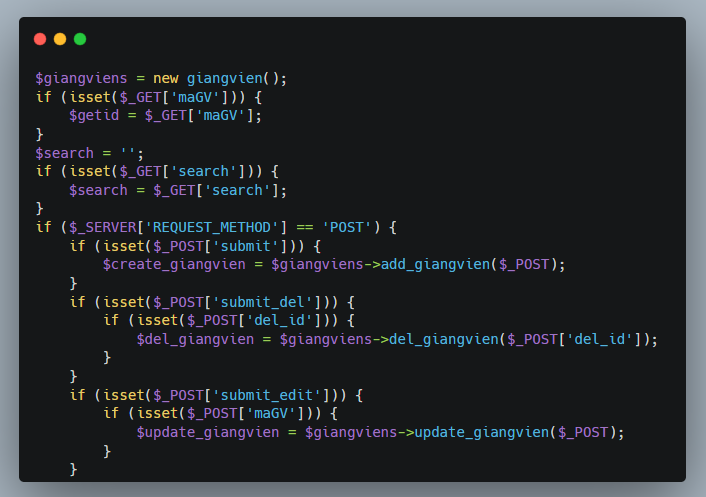 $giangviens = new giangvien();
if (isset($_GET['maGV'])) {
    $getid = $_GET['maGV'];
}
$search = '';
if (isset($_GET['search'])) {
    $search = $_GET['search'];
}
if ($_SERVER['REQUEST_METHOD'] == 'POST') {
    if (isset($_POST['submit'])) {
        $create_giangvien = $giangviens->add_giangvien($_POST);
    }
    if (isset($_POST['submit_del'])) {
        if (isset($_POST['del_id'])) {
            $del_giangvien = $giangviens->del_giangvien($_POST['del_id']);
        }
    }
    if (isset($_POST['submit_edit'])) {
        if (isset($_POST['maGV'])) {
            $update_giangvien = $giangviens->update_giangvien($_POST);
        }
    }